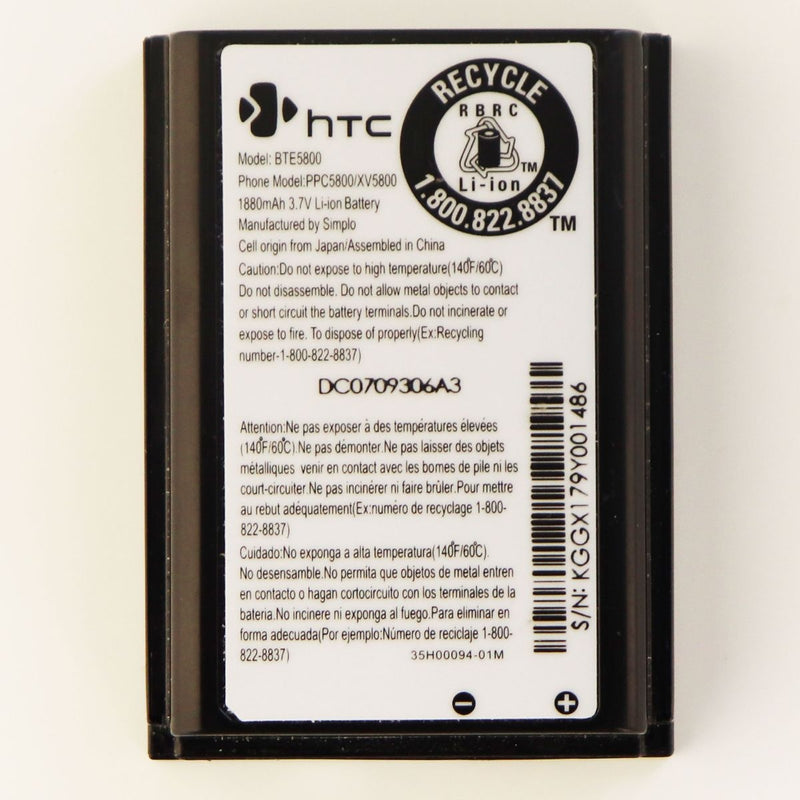 hTC
RECYCLE
RBRC
TM
Li-ion
1.800.822.8837
TM
Model: BTE5800
Phone Model:PPC5800/XV5800
1880mAh 3.7V Li-ion Battery
Manufactured by Simplo
Cell origin from Japan/Assembled in China
Caution:Do not expose to high temperature(140°F/60°C)
Do not disassemble. Do not allow metal objects to contact
or short circuit the battery terminals.Do not incinerate or
expose to fire. To dispose of properly(Ex:Recycling
number-1-800-822-8837)
DC0709306A3
Attention:Ne pas exposer à des températures élevées
(140°F/60°C).Ne pas démonter.Ne pas laisser des objets
métalliques venir en contact avec les bomes de pile ni les
court-circuiter.Ne pas incinérer ni faire brûler.Pour mettre
au rebut adéquatement(Ex:numéro de recyclage 1-800-
822-8837)
Cuidado:No exponga a alta temperatura(140°F/60°C).
No desensamble.No permita que objetos de metal entren
en contacto o hagan cortocircuito con los terminales de la
bateria.No incinere ni exponga al fuego.Para eliminar en
forma adecuada(Por ejemplo:Número de reciclaje 1-800-
822-8837)
35H00094-01M
S/N: KGGX179Y001486